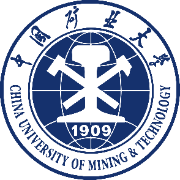 中国矿业大学
1909
CHINA UNIVERSITY OF MINING & TECHNOLOGY